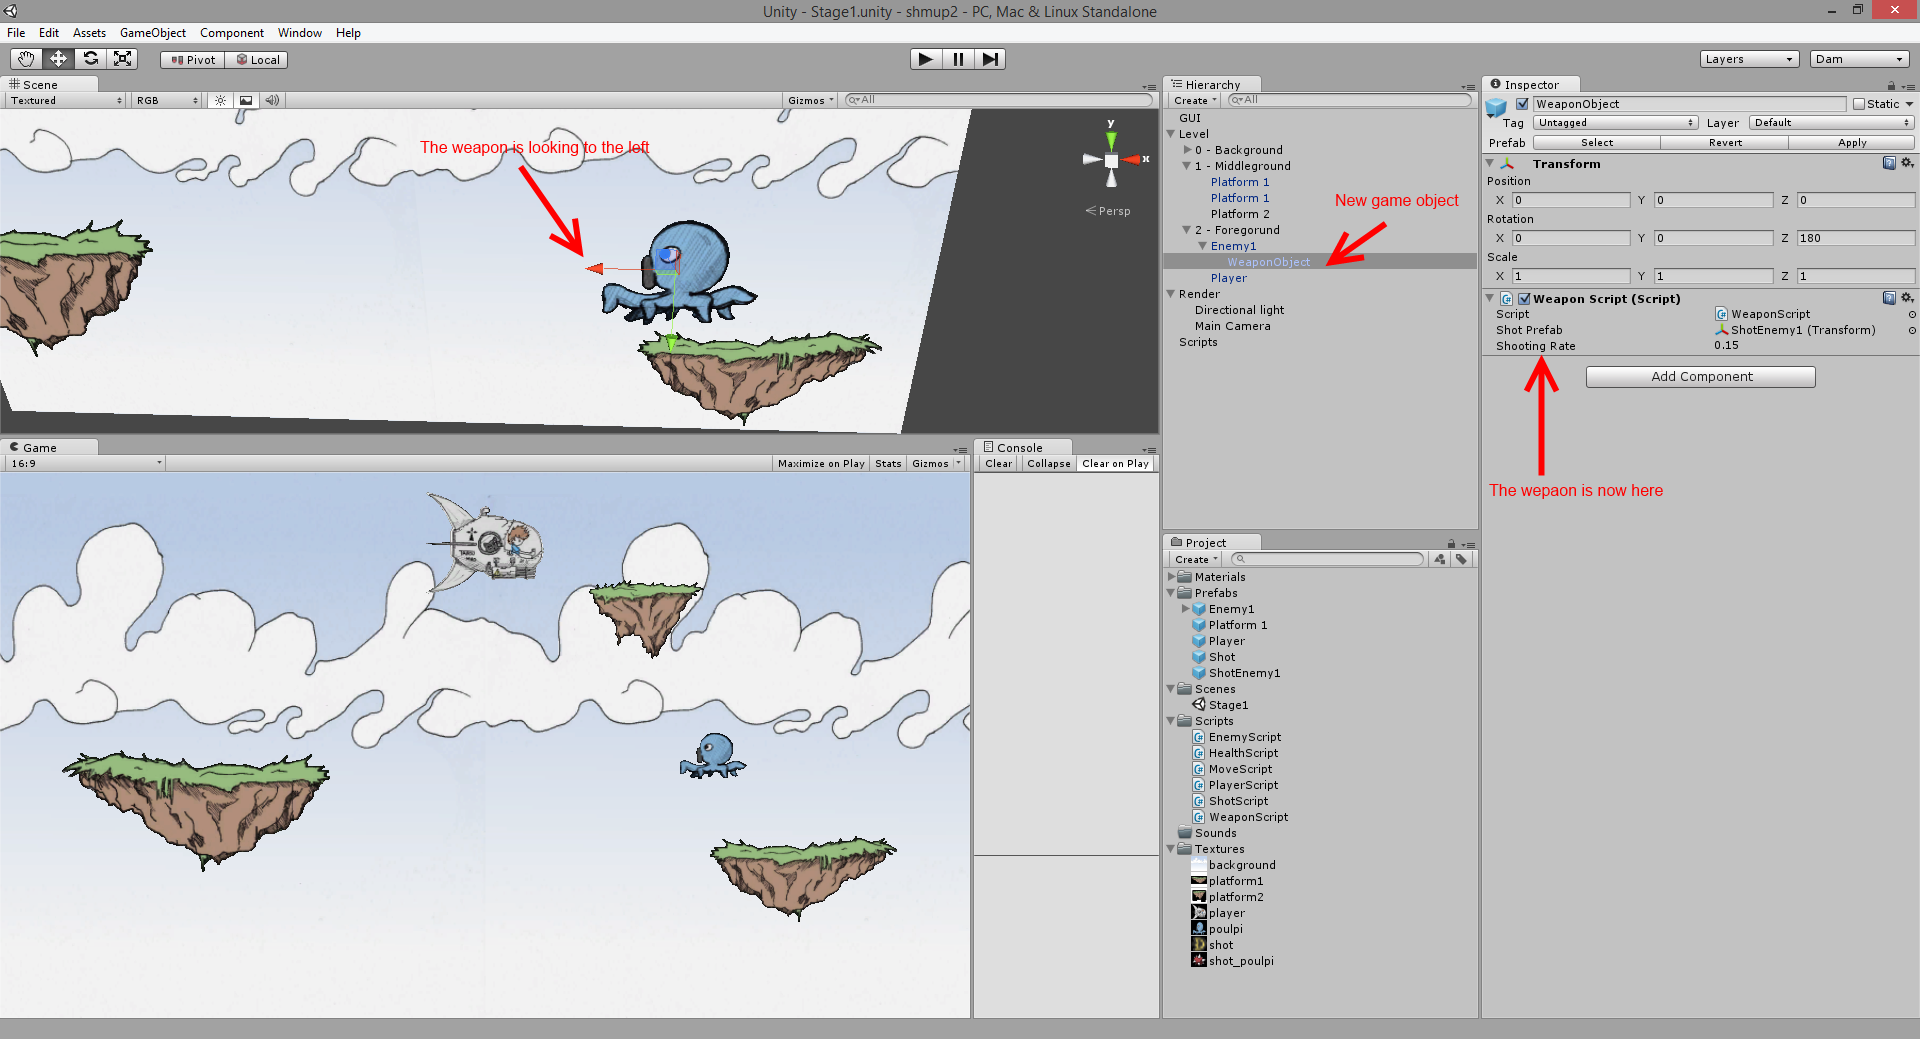 Unity - Stage1.unity - shmup2 - PC, Mac & Linux Standalone
File Edit Assets GameObject Component Window Help
Pivot Local
Layers Dam
Scene
Textured RGB Gizmos All
The weapon is looking to the left
y
x
Persp
Game
16:9 Maximize on Play Stats Gizmos
Console
Clear Collapse Clear on Play
Hierarchy
Create All
GUI
Level
0 - Background
1 - Middleground
Platform 1
Platform 1
Platform 2
2 - Foregorund
Enemy1
WeaponObject
Player
Render
Directional light
Main Camera
Scripts
New game object
Project
Create
Materials
Prefabs
Enemy1
Platform 1
Player
Shot
ShotEnemy1
Scenes
Stage1
Scripts
EnemyScript
HealthScript
MoveScript
PlayerScript
ShotScript
WeaponScript
Sounds
Textures
background
platform1
platform2
player
poulpi
shot
shot_poulpi
Inspector
WeaponObject Static
Tag Untagged Layer Default
Prefab Select Revert Apply
Transform
Position
X 0 Y 0 Z 0
Rotation
X 0 Y 0 Z 180
Scale
X 1 Y 1 Z 1
Weapon Script (Script)
Script WeaponScript
Shot Prefab ShotEnemy1 (Transform)
Shooting Rate 0.15
Add Component
The wepaon is now here